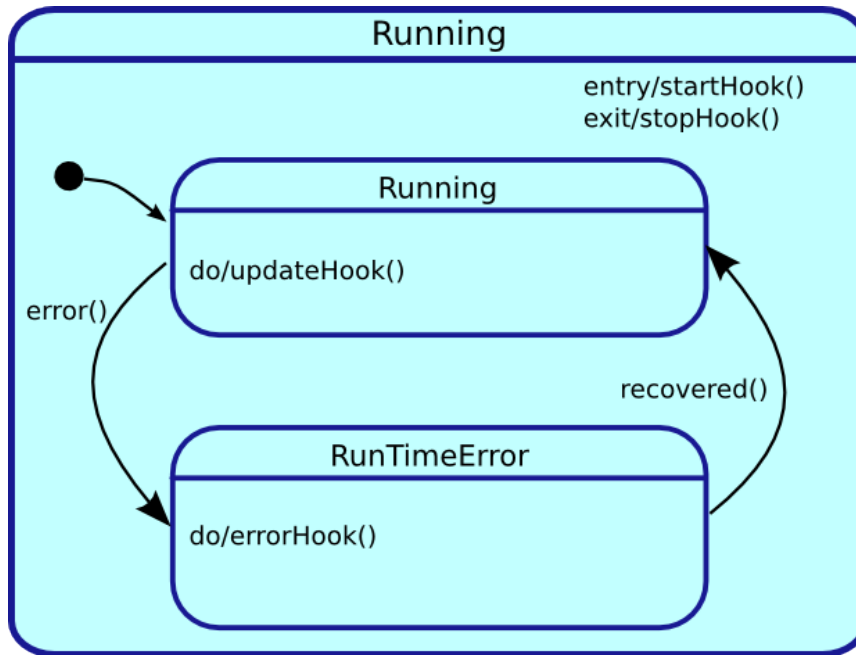 Running
entry/startHook()
exit/stopHook()
Running
do/updateHook()
error()
recovered()
RunTimeError
do/errorHook()